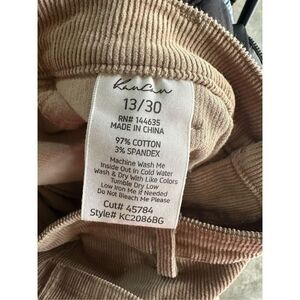 KanCan
13/30
RN# 144635
MADE IN CHINA
97% COTTON
3% SPANDEX
Machine Wash Me
Inside Out in Cold Water
Wash & Dry With Like Colors
Tumble Dry Low
Low Iron Me If Needed
Do Not Bleach Me Please
Cut# 45784
Style# KC2086BG